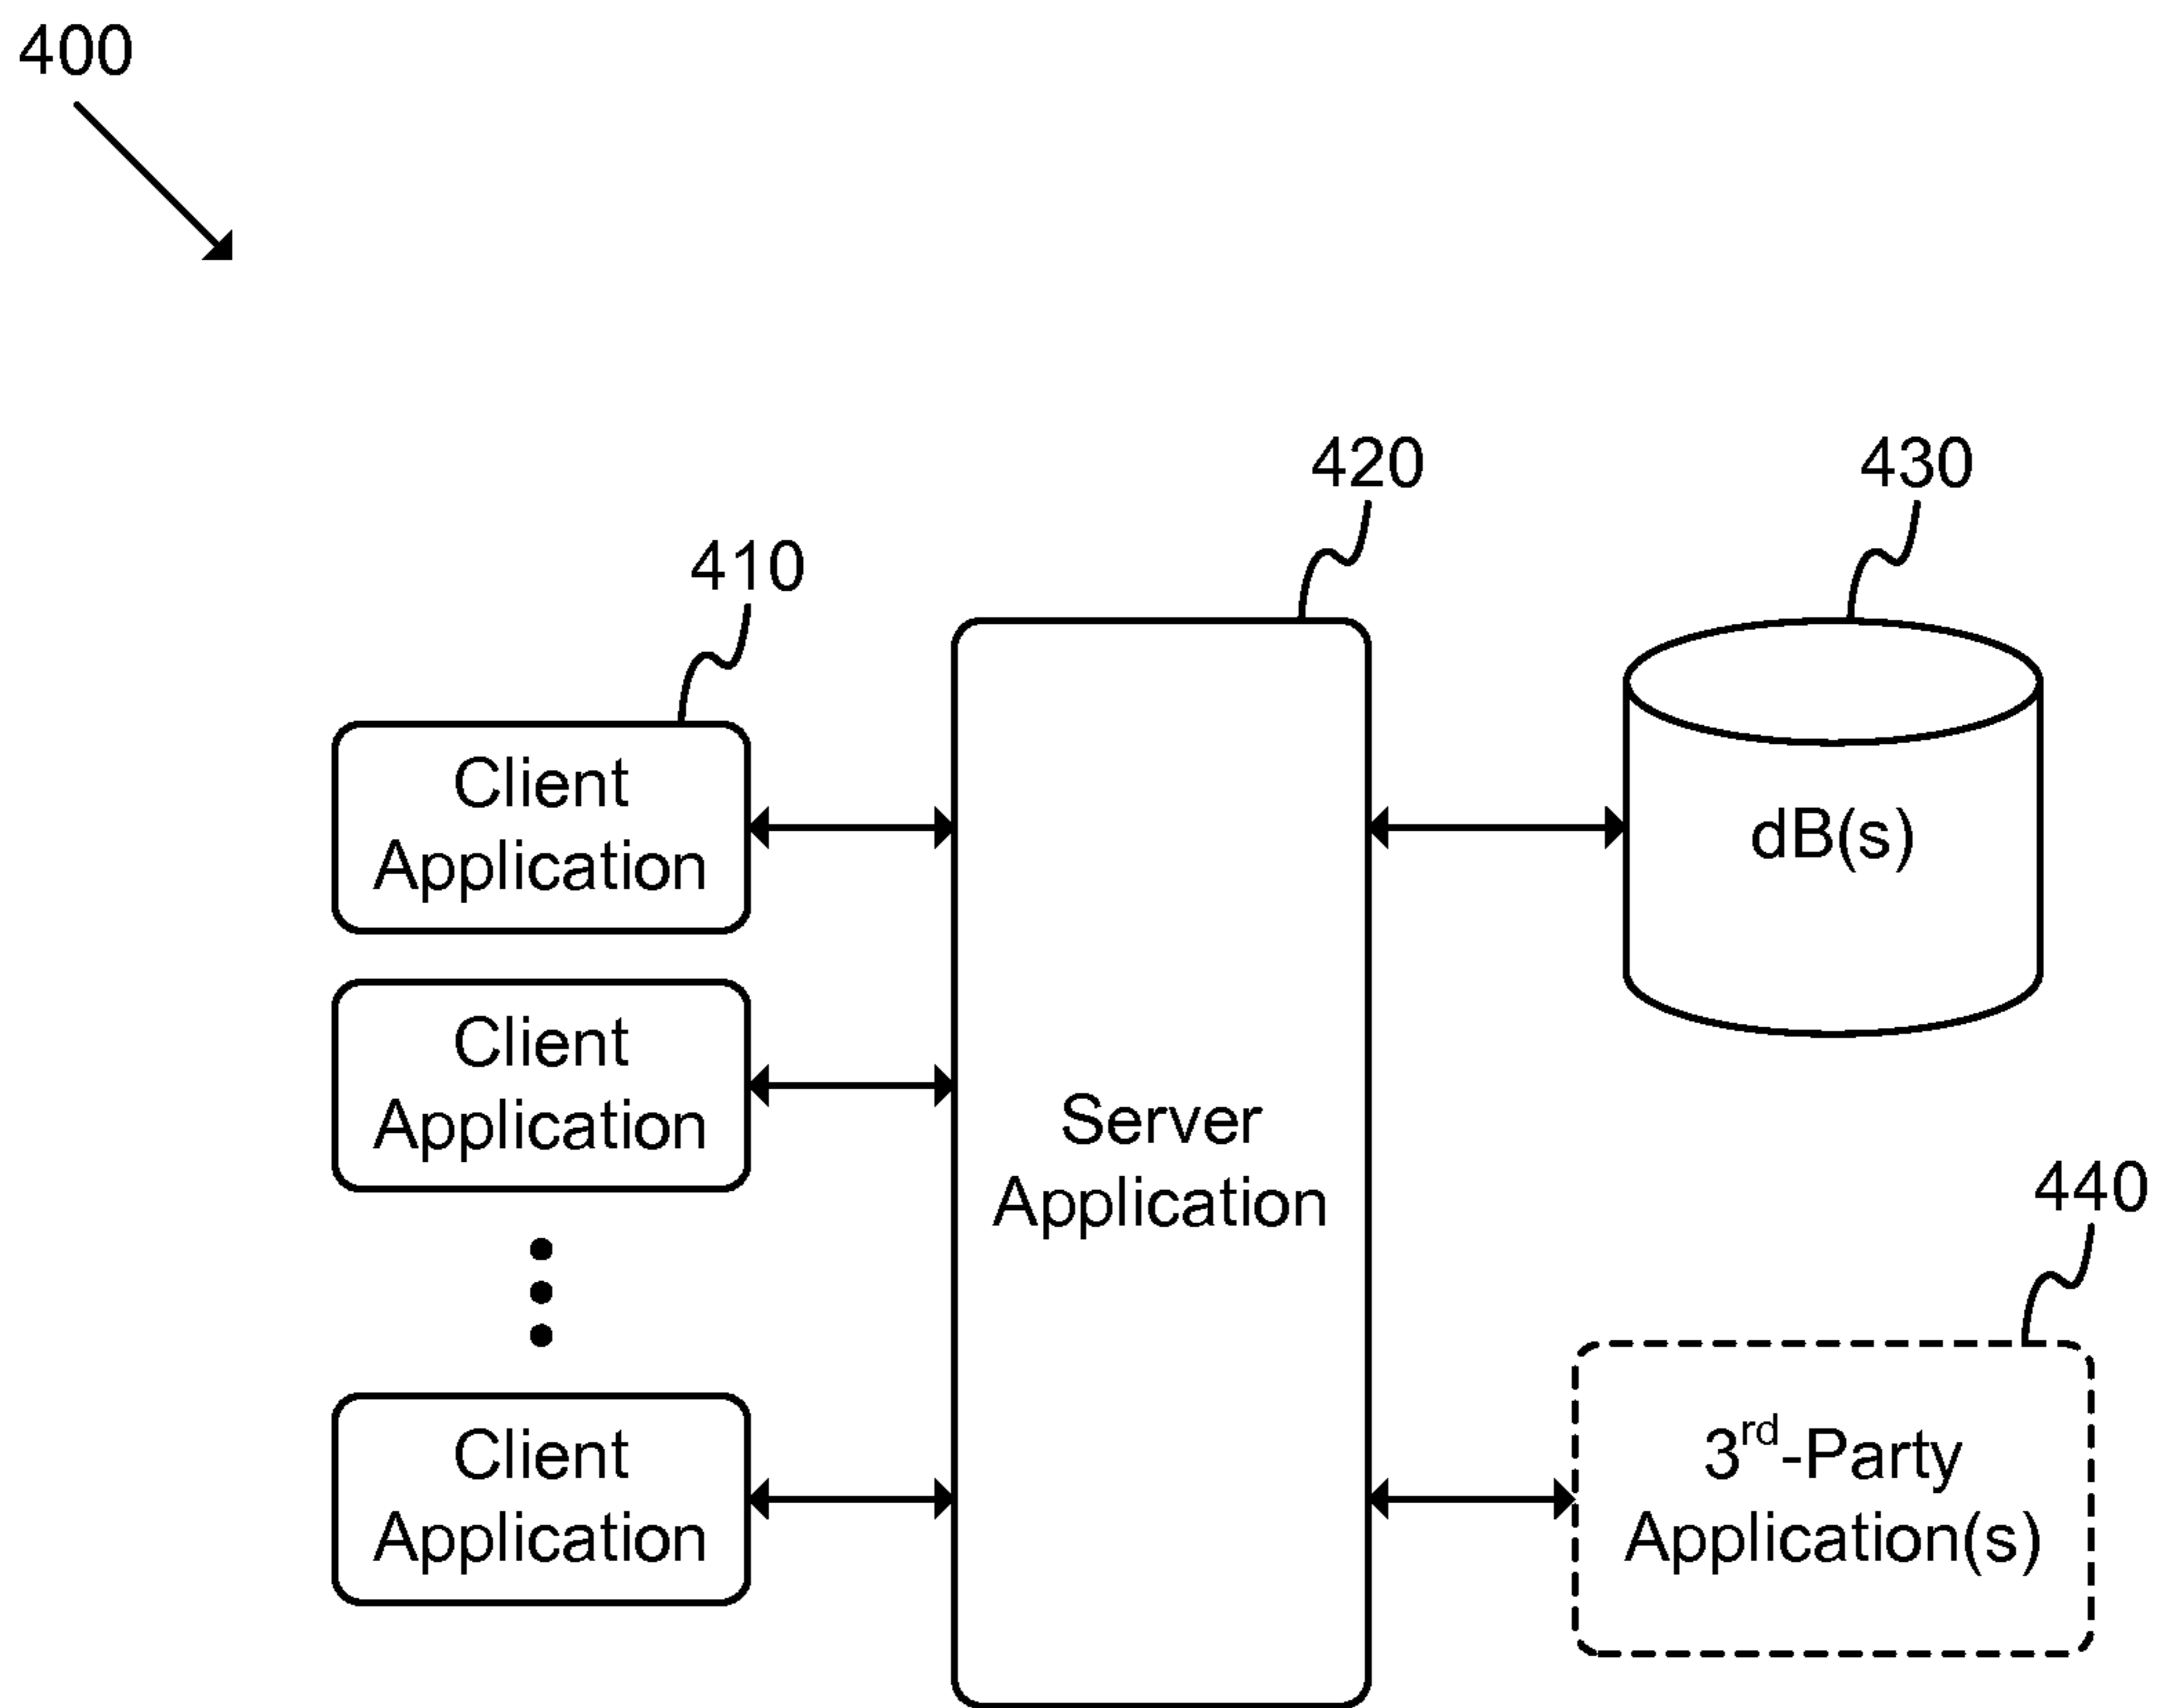 400
420
430
410
Client
Application
dB(s)
Client
Application
Server
Application
440
Client
Application
3rd-Party
Application(s)